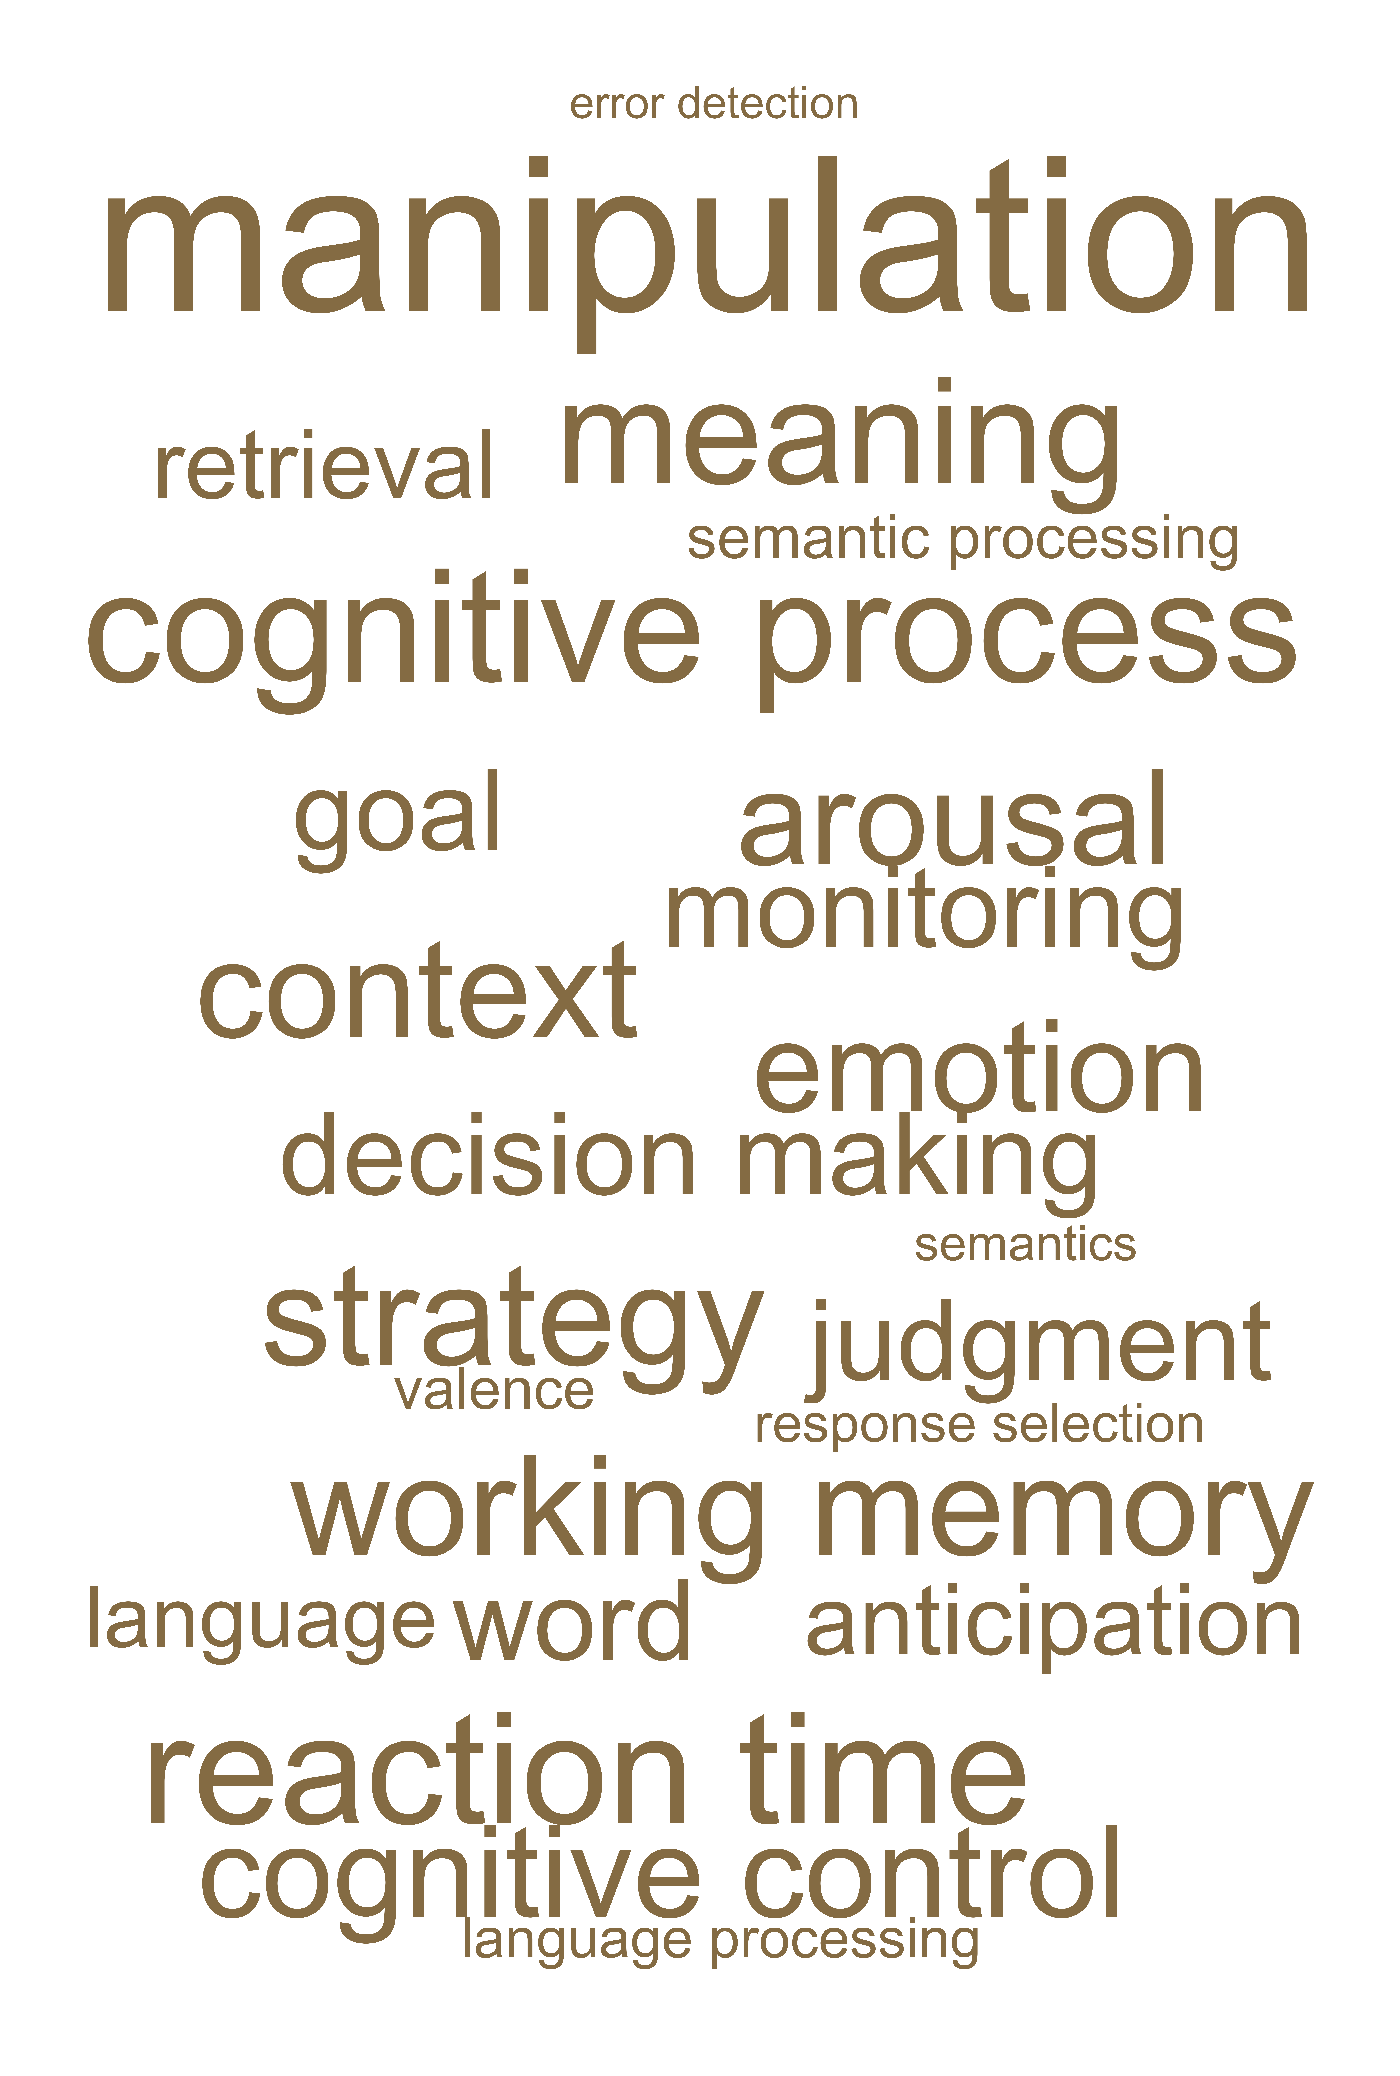 error detection
manipulation
meaning
retrieval
semantic processing
cognitive process
goal
arousal
monitoring
context
emotion
decision making
semantics
strategy
judgment
valence
response selection
working memory
language word anticipation
reaction time
cognitive control
language processing